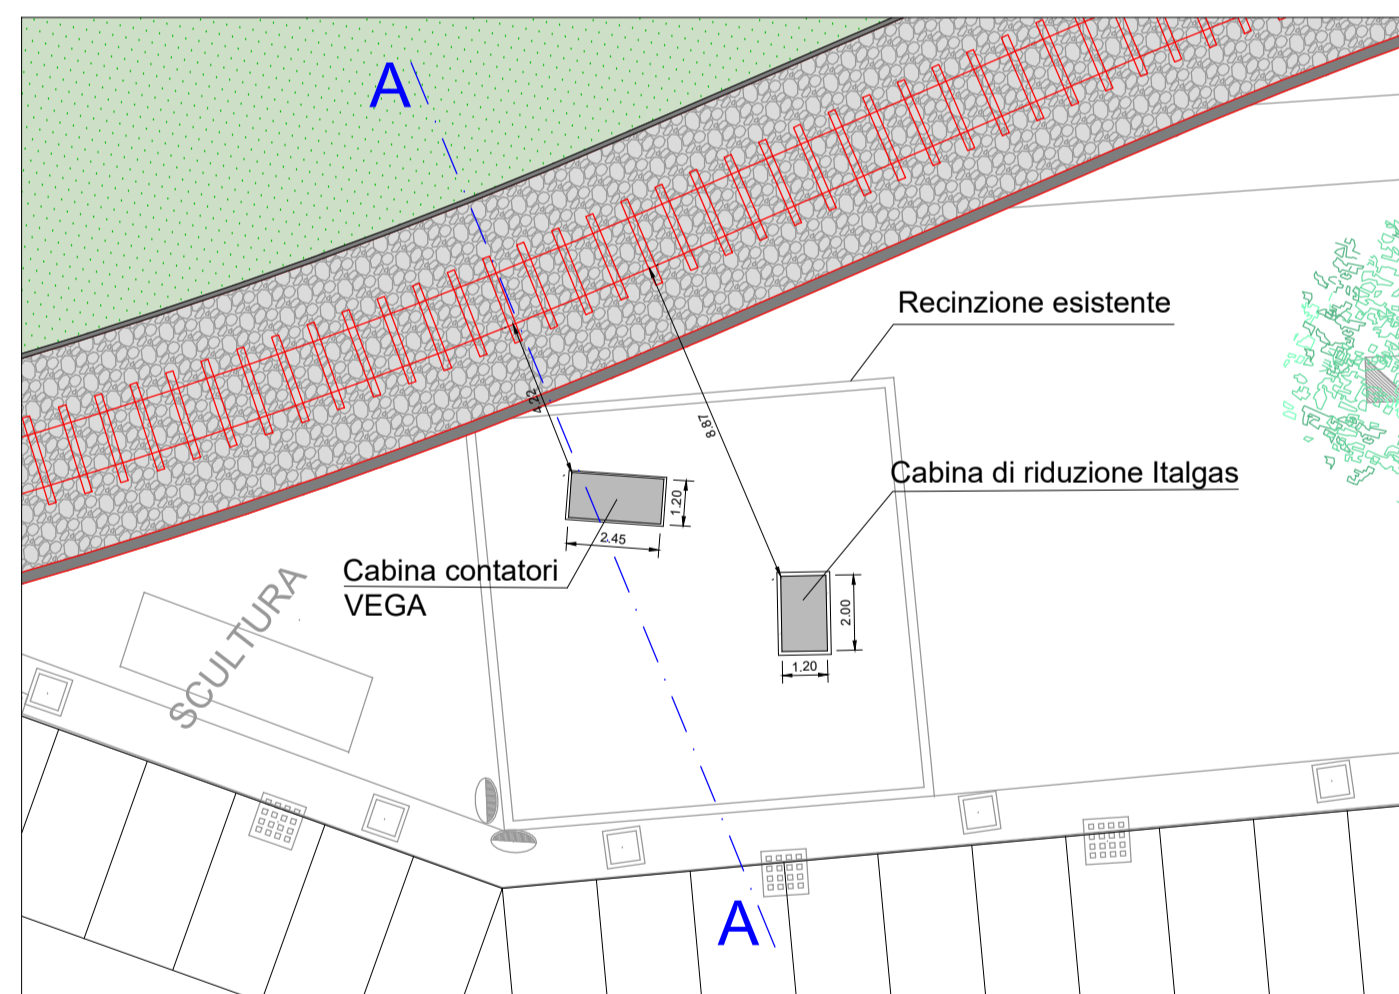 A
Recinzione esistente
4.22
8.87
Cabina di riduzione Italgas
1.20
2.45
Cabina contatori
VEGA
2.00
1.20
SCULTURA
A